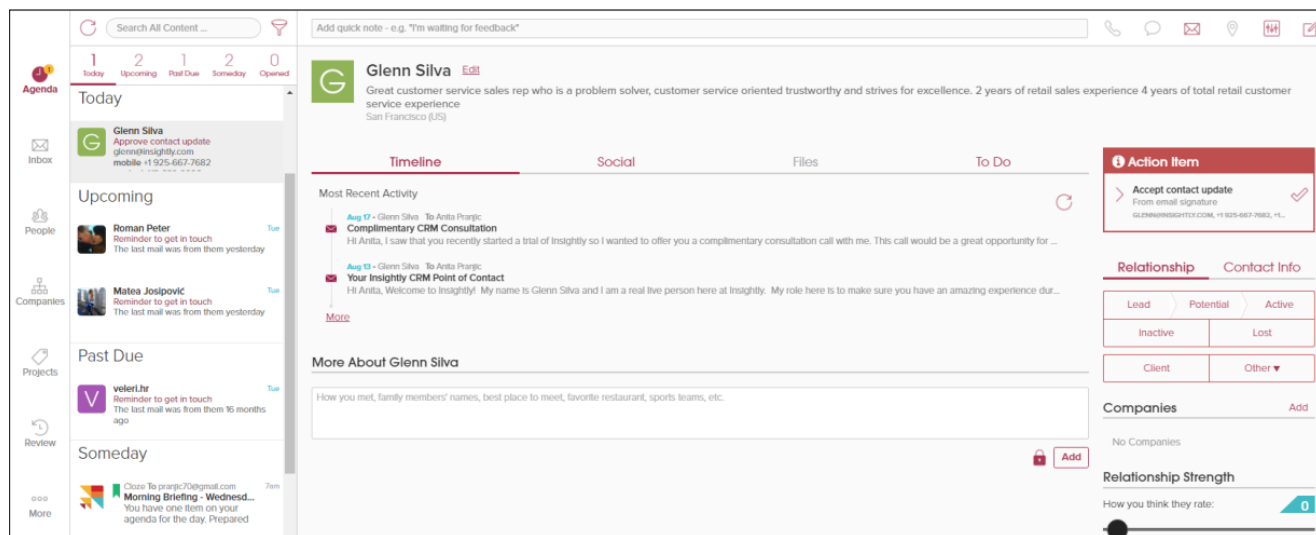 Search All Content ...
Add quick note - e.g. "I'm waiting for feedback"
1
Agenda
Inbox
People
Companies
Projects
Review
More
1 2 1 2 0
Today Upcoming Past Due Someday Opened
Today
G
Glenn Silva
Approve contact update
glenn@insightly.com
mobile +1 925-667-7682
Upcoming
Roman Peter Tue
Reminder to get in touch
The last mail was from them yesterday
Matea Josipović Tue
Reminder to get in touch
The last mail was from them yesterday
Past Due
V
veleri.hr Tue
Reminder to get in touch
The last mail was from them 16 months
ago
Someday
Cloze To pranjic70@gmail.com 7am
Morning Briefing - Wednesd...
You have one item on your
agenda for the day. Prepared
G
Glenn Silva Edit
Great customer service sales rep who is a problem solver, customer service oriented trustworthy and strives for excellence. 2 years of retail sales experience 4 years of total retail customer
service experience
San Francisco (US)
Timeline Social Files To Do
Most Recent Activity
Aug 17 • Glenn Silva To Anita Pranjic
Complimentary CRM Consultation
Hi Anita, I saw that you recently started a trial of Insightly so I wanted to offer you a complimentary consultation call with me. This call would be a great opportunity for ...
Aug 13 • Glenn Silva To Anita Pranjic
Your Insightly CRM Point of Contact
Hi Anita, Welcome to Insightly! My name is Glenn Silva and I am a real live person here at Insightly. My role here is to make sure you have an amazing experience dur...
More
More About Glenn Silva
How you met, family members' names, best place to meet, favorite restaurant, sports teams, etc.
Add
Action Item
Accept contact update
From email signature
GLENN@INSIGHTLY.COM, +1 925-667-7682, +1...
Relationship Contact Info
Lead Potential Active
Inactive Lost
Client Other ▼
Companies Add
No Companies
Relationship Strength
How you think they rate: 0